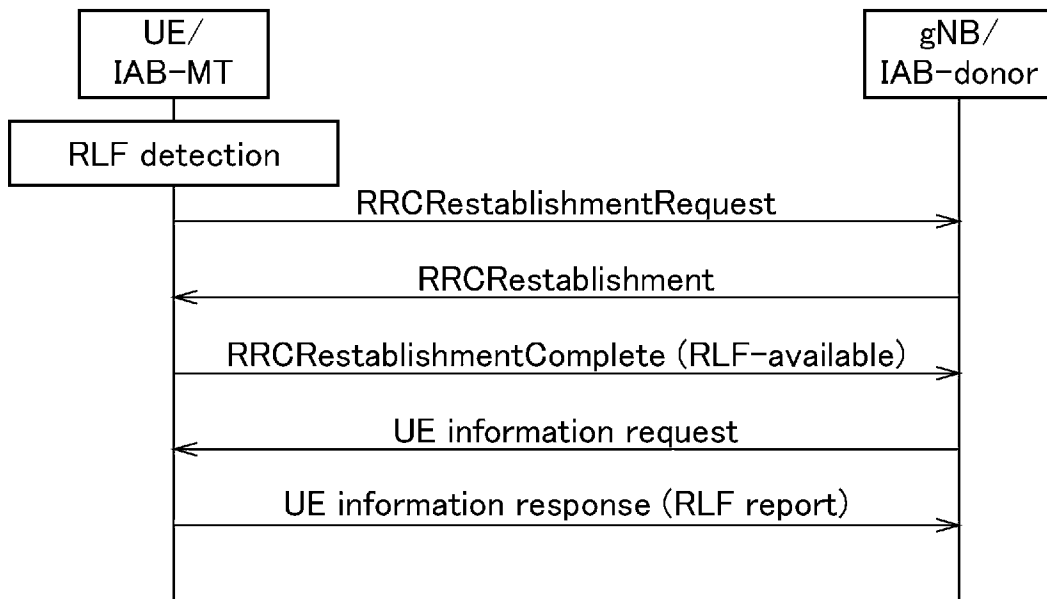 UE/
IAB-MT
gNB/
IAB-donor
RLF detection
RRCRestablishmentRequest
RRCRestablishment
RRCRestablishmentComplete (RLF-available)
UE information request
UE information response (RLF report)